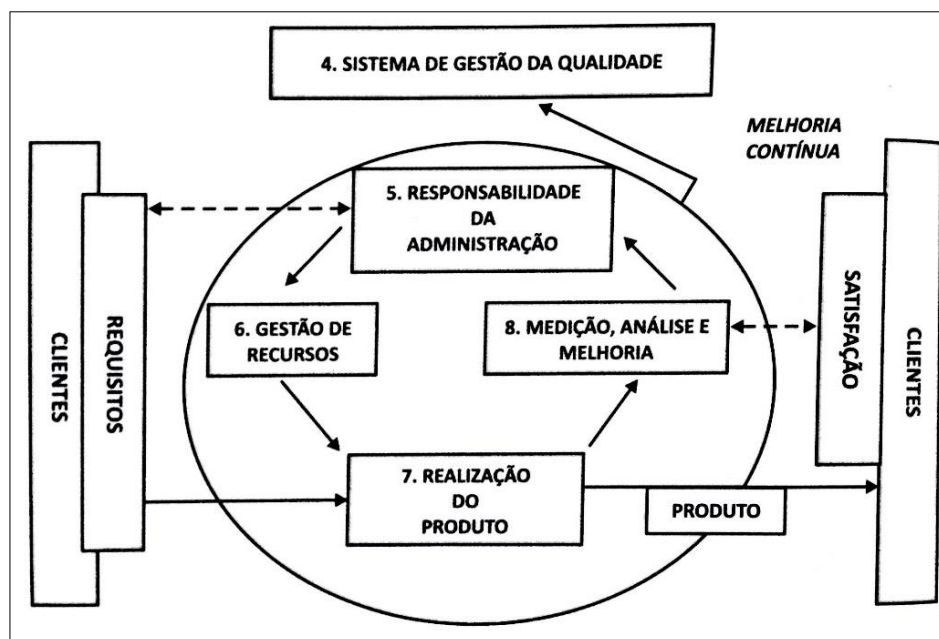 4. SISTEMA DE GESTÃO DA QUALIDADE
MELHORIA
CONTÍNUA
5. RESPONSABILIDADE
DA
ADMINISTRAÇÃO
6. GESTÃO DE
RECURSOS
8. MEDIÇÃO, ANÁLISE E
MELHORIA
7. REALIZAÇÃO
DO
PRODUTO
PRODUTO
CLIENTES
REQUISITOS
SATISFAÇÃO
CLIENTES